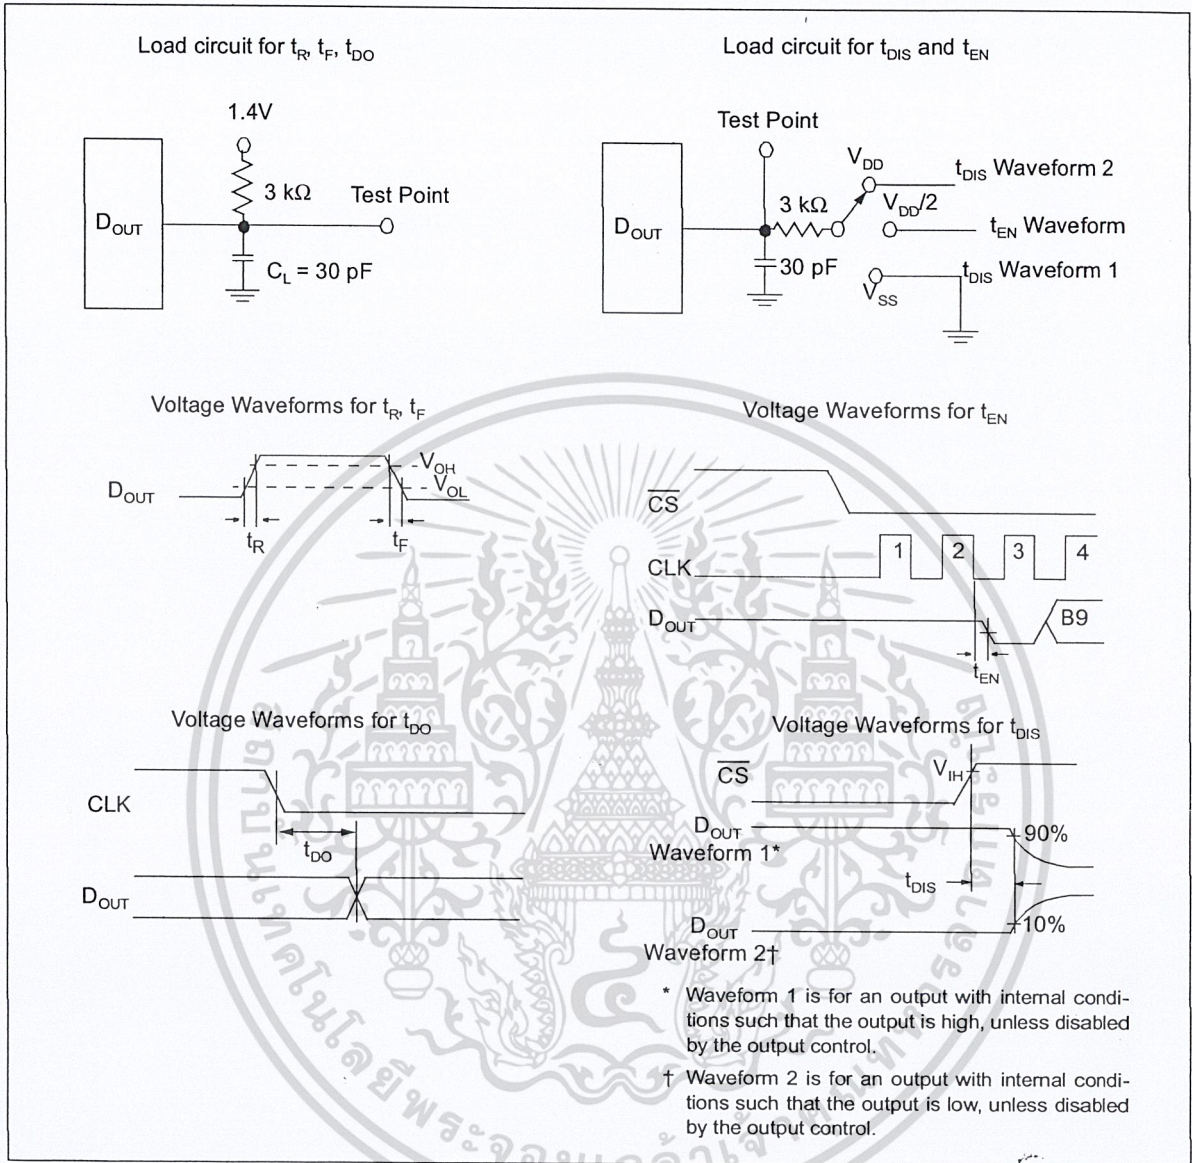 Load circuit for tR, tF, tDO
1.4V
3 kΩ
Test Point
DOUT
CL = 30 pF
Load circuit for tDIS and tEN
Test Point
VDD
tDIS Waveform 2
3 kΩ
VDD/2
DOUT
tEN Waveform
30 pF
tDIS Waveform 1
VSS
Voltage Waveforms for tR, tF
VOH
DOUT
VOL
tR
tF
Voltage Waveforms for tEN
CS
1
2
3
4
CLK
DOUT
B9
tEN
Voltage Waveforms for tDO
CLK
tDO
DOUT
Voltage Waveforms for tDIS
CS
VIH
DOUT
90%
Waveform 1*
tDIS
DOUT
10%
Waveform 2†
* Waveform 1 is for an output with internal condi-
tions such that the output is high, unless disabled
by the output control.
† Waveform 2 is for an output with internal condi-
tions such that the output is low, unless disabled
by the output control.